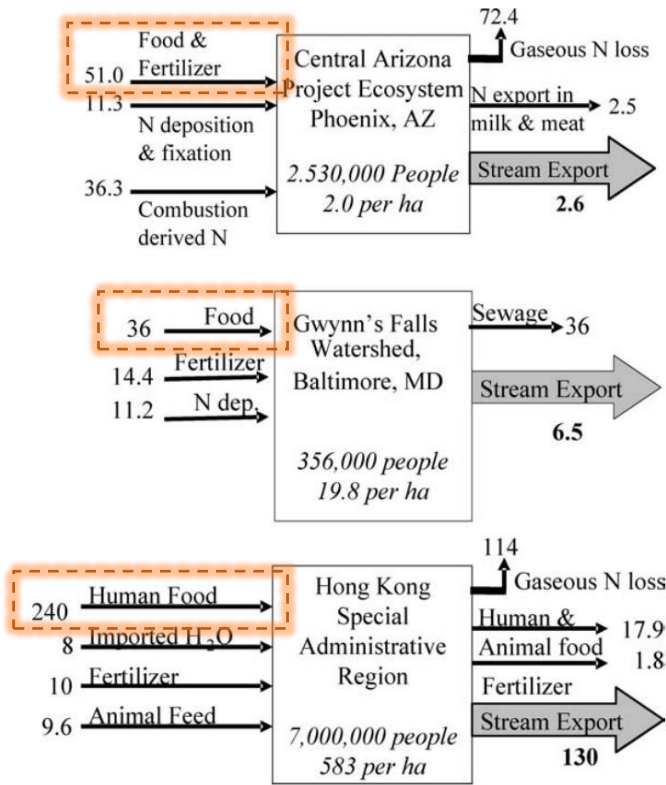 72.4
Food &
Fertilizer
51.0
Gaseous N loss
Central Arizona
Project Ecosystem
Phoenix, AZ
2.530,000 People
2.0 per ha
11.3
N deposition
& fixation
36.3
Combustion
derived N
N export in
milk & meat
2.5
Stream Export
2.6
Food
36
Fertilizer
14.4
N dep.
11.2
Gwynn's Falls
Watershed,
Baltimore, MD
356,000 people
19.8 per ha
Sewage
36
Stream Export
6.5
114
Gaseous N loss
Human Food
240
Imported H2O
8
Fertilizer
10
Animal Feed
9.6
Hong Kong
Special
Administrative
Region
7,000,000 people
583 per ha
Human &
17.9
Animal food
1.8
Fertilizer
Stream Export
130